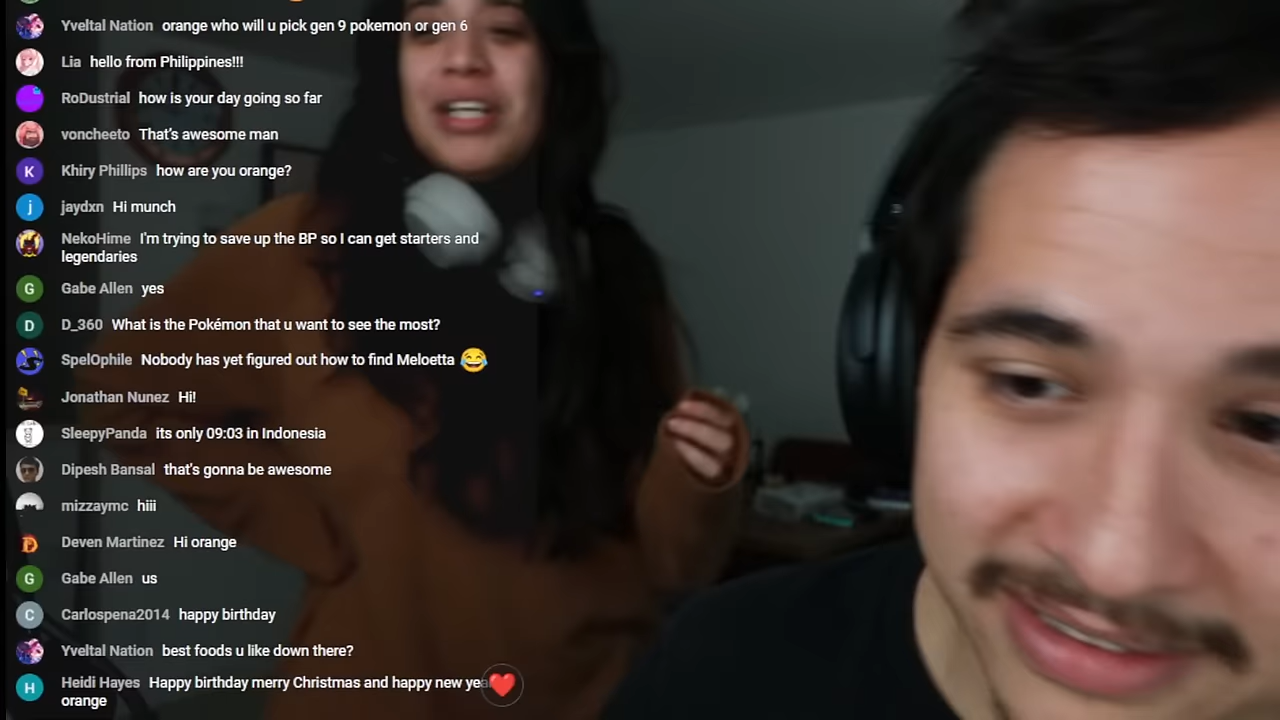 Yveltal Nation orange who will u pick gen 9 pokemon or gen 6
Lia hello from Philippines!!!
RoDustrial how is your day going so far
voncheeto That's awesome man
K Khiry Phillips how are you orange?
j jaydxn Hi munch
NekoHime I'm trying to save up the BP so I can get starters and
legendaries
G Gabe Allen yes
D D_360 What is the Pokémon that u want to see the most?
SpelOphile Nobody has yet figured out how to find Meloetta 😂
Jonathan Nunez Hi!
SleepyPanda its only 09:03 in Indonesia
Dipesh Bansal that's gonna be awesome
mizzaymc hiii
Deven Martinez Hi orange
G Gabe Allen us
C Carlospena2014 happy birthday
Yveltal Nation best foods u like down there?
H Heidi Hayes Happy birthday merry Christmas and happy new yea
orange